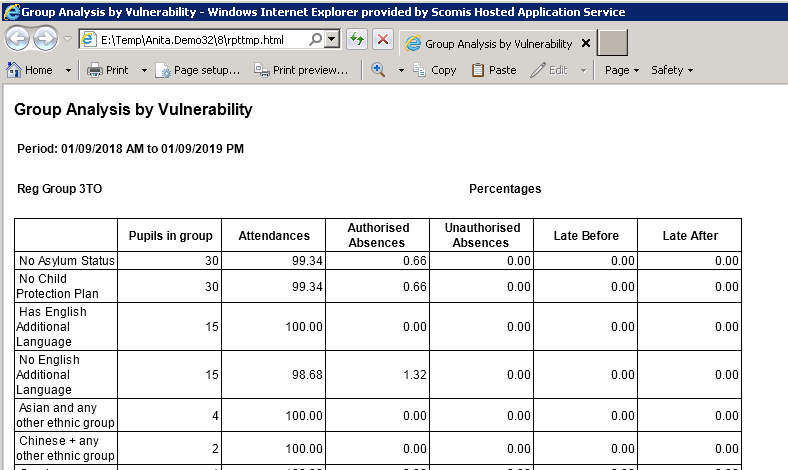 Group Analysis by Vulnerability - Windows Internet Explorer provided by Scomis Hosted Application Service
E:\Temp\Anita.Demo32\8\rpttmp.html
Group Analysis by Vulnerability
Home Print Page setup... Print preview... Copy Paste Edit Page Safety
Group Analysis by Vulnerability
Period: 01/09/2018 AM to 01/09/2019 PM
Reg Group 3TO Percentages
Pupils in group Attendances Authorised Absences Unauthorised Absences Late Before Late After
No Asylum Status 30 99.34 0.66 0.00 0.00 0.00
No Child
Protection Plan 30 99.34 0.66 0.00 0.00 0.00
Has English
Additional 15 100.00 0.00 0.00 0.00 0.00
Language
No English
Additional 15 98.68 1.32 0.00 0.00 0.00
Language
Asian and any
other ethnic group 4 100.00 0.00 0.00 0.00 0.00
Chinese + any
other ethnic group 2 100.00 0.00 0.00 0.00 0.00